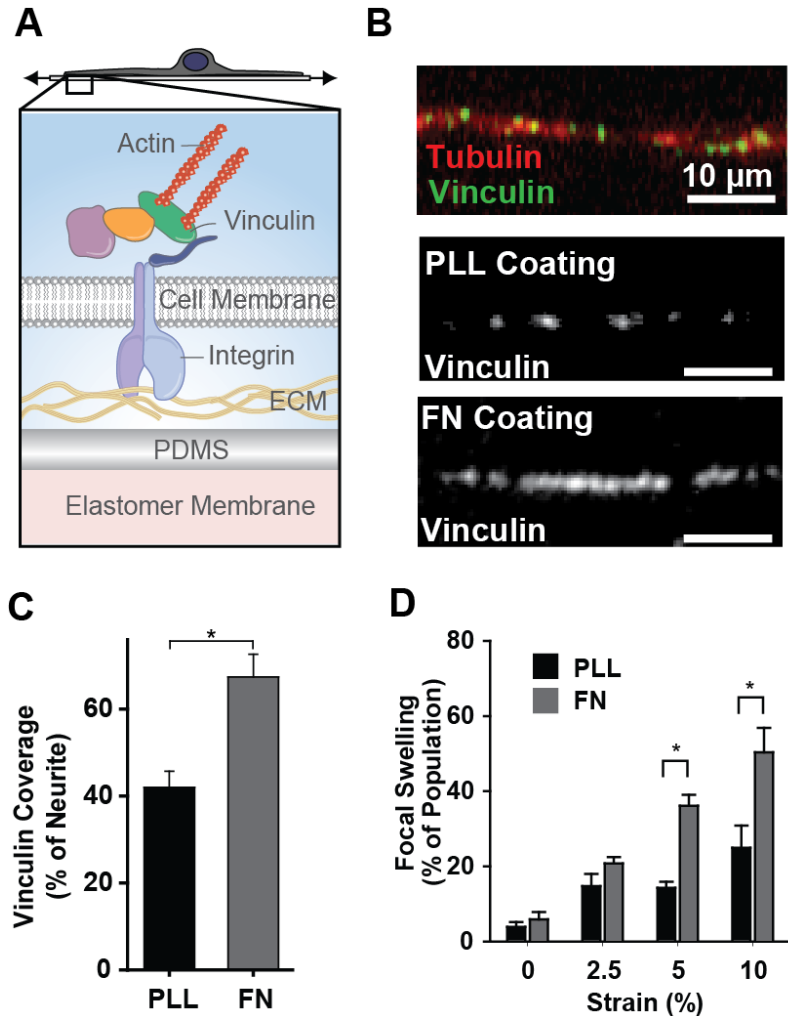 A
Actin
Vinculin
Cell Membrane
Integrin
ECM
PDMS
Elastomer Membrane
B
Tubulin
Vinculin
10 μm
PLL Coating
Vinculin
FN Coating
Vinculin
C
Vinculin Coverage
(% of Neurite)
60
40
20
0
*
PLL
FN
D
Focal Swelling
(% of Population)
80
60
40
20
0
PLL
FN
*
*
0
2.5
5
10
Strain (%)